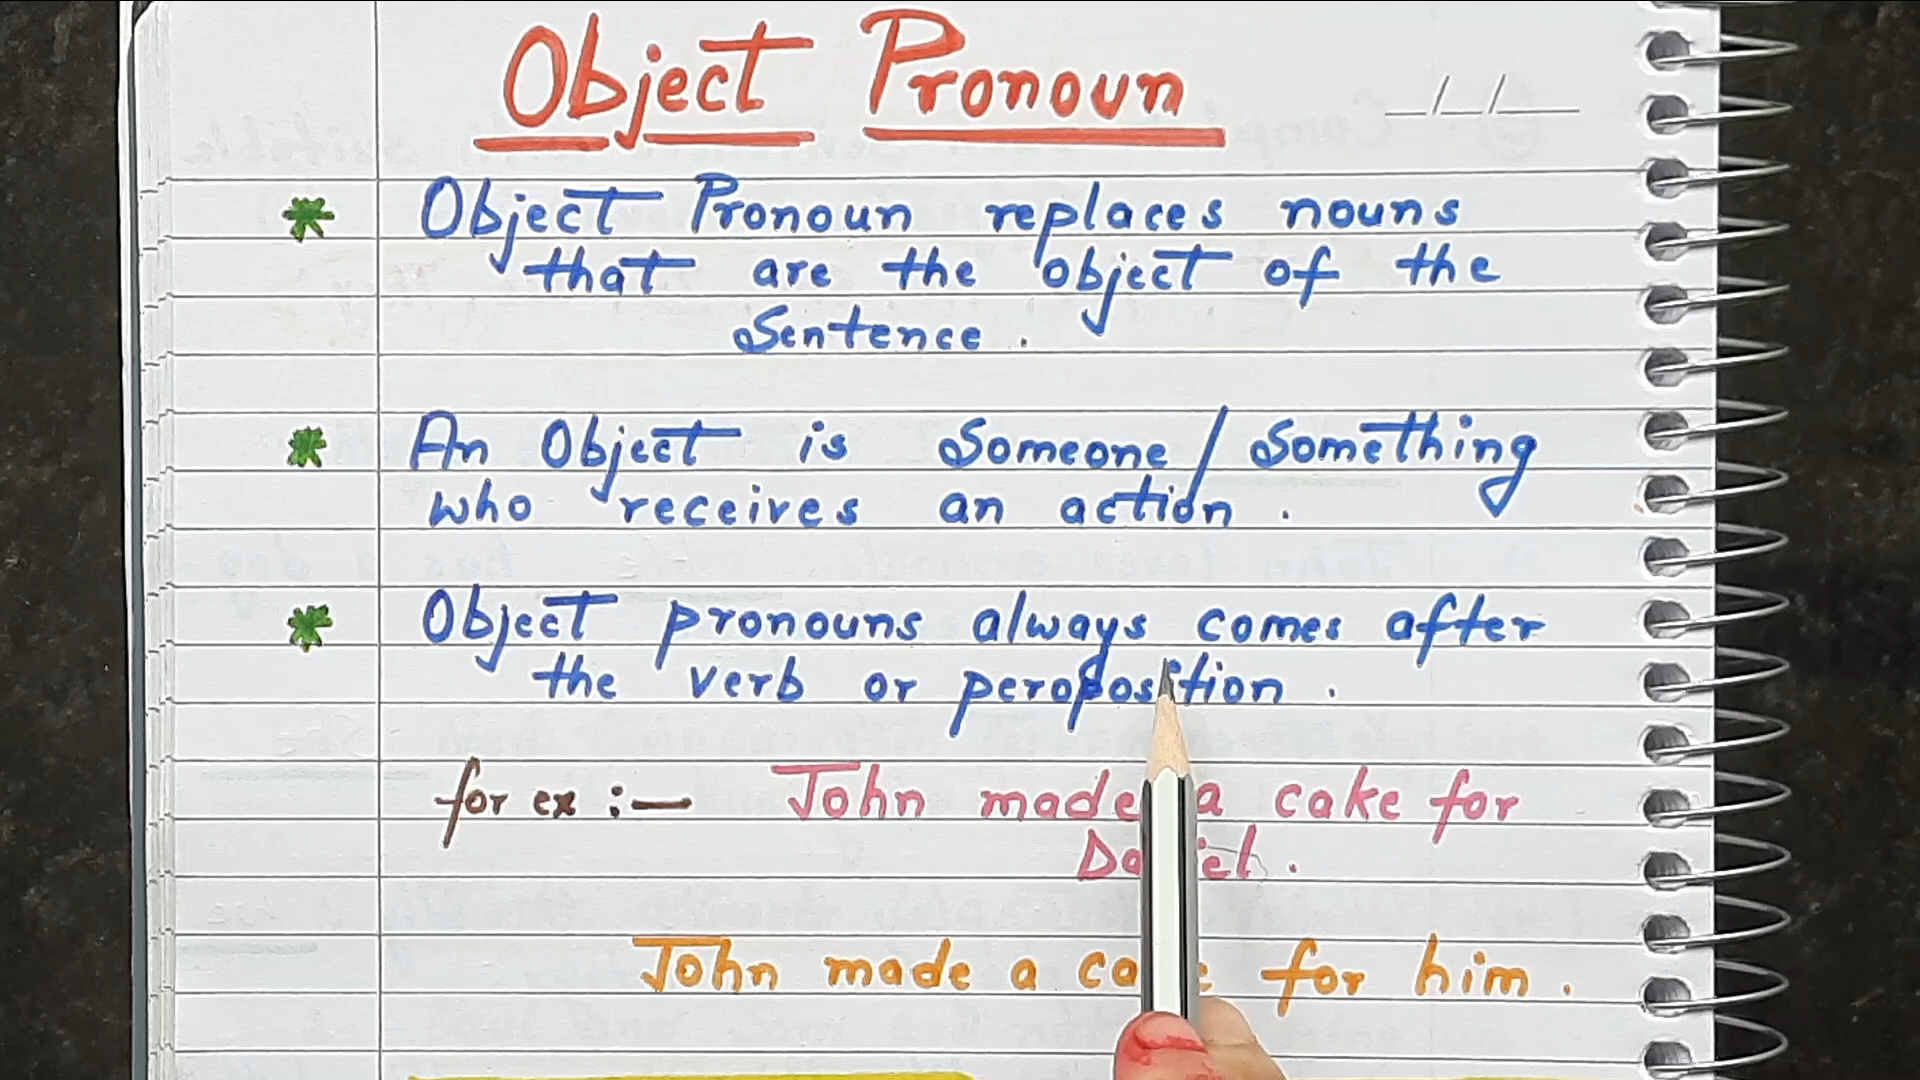 Object Pronoun
Object Pronoun replaces nouns
that are the object of the
Sentence.
An Object is Someone/Something
who receives an action.
Object pronouns always comes after
the verb or peroposition.
for ex :— John made a cake for
John made a for him.